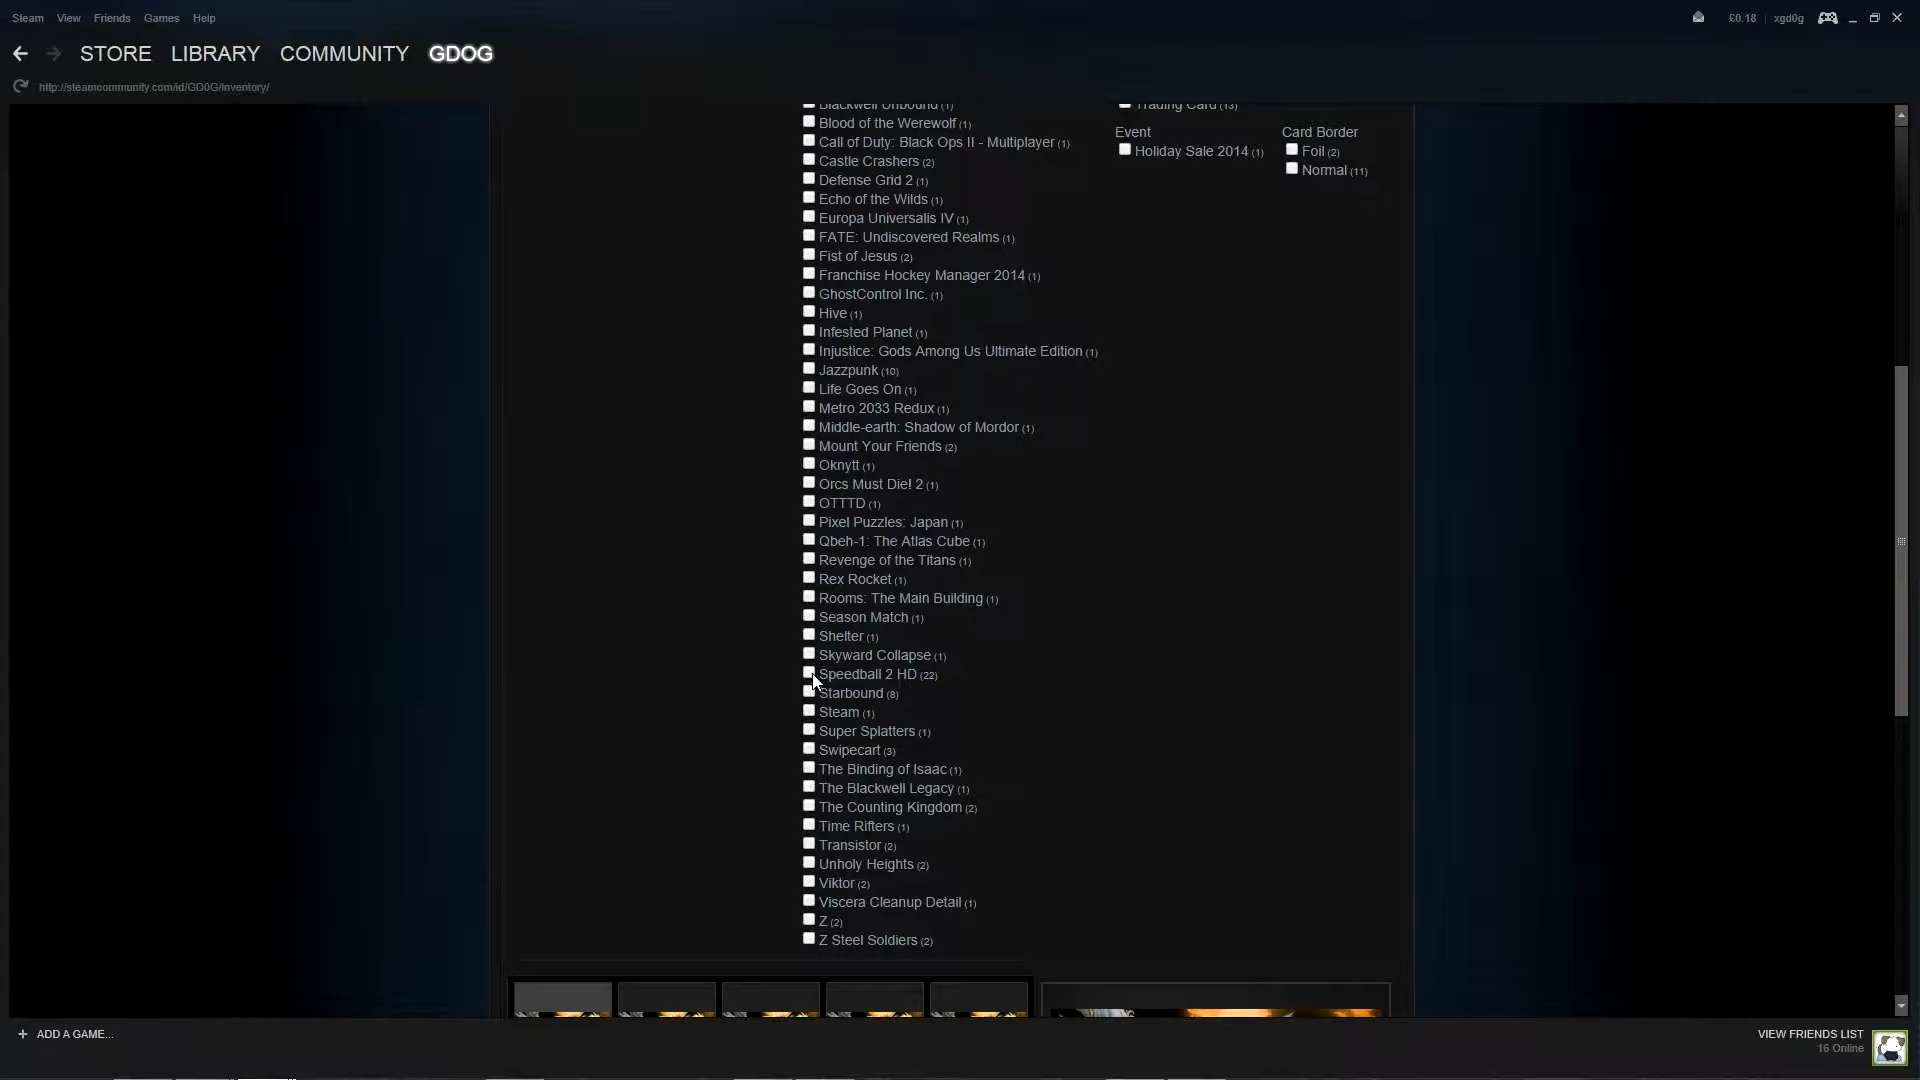 Steam View Friends Games Help
£0.18 | xgd0g
STORE LIBRARY COMMUNITY GDOG
http://steamcommunity.com/id/GD0G/inventory/
Blackwell Unbound (1)
Trading Card (13)
Blood of the Werewolf (1)
Event
Card Border
Call of Duty: Black Ops II - Multiplayer (1)
Holiday Sale 2014 (1)
Foil (2)
Castle Crashers (2)
Normal (11)
Defense Grid 2 (1)
Echo of the Wilds (1)
Europa Universalis IV (1)
FATE: Undiscovered Realms (1)
Fist of Jesus (2)
Franchise Hockey Manager 2014 (1)
GhostControl Inc. (1)
Hive (1)
Infested Planet (1)
Injustice: Gods Among Us Ultimate Edition (1)
Jazzpunk (10)
Life Goes On (1)
Metro 2033 Redux (1)
Middle-earth: Shadow of Mordor (1)
Mount Your Friends (2)
Oknytt (1)
Orcs Must Die! 2 (1)
OTTTD (1)
Pixel Puzzles: Japan (1)
Qbeh-1: The Atlas Cube (1)
Revenge of the Titans (1)
Rex Rocket (1)
Rooms: The Main Building (1)
Season Match (1)
Shelter (1)
Skyward Collapse (1)
Speedball 2 HD (22)
Starbound (8)
Steam (1)
Super Splatters (1)
Swipecart (3)
The Binding of Isaac (1)
The Blackwell Legacy (1)
The Counting Kingdom (2)
Time Rifters (1)
Transistor (2)
Unholy Heights (2)
Viktor (2)
Viscera Cleanup Detail (1)
Z (2)
Z Steel Soldiers (2)
+ ADD A GAME...
VIEW FRIENDS LIST
16 Online